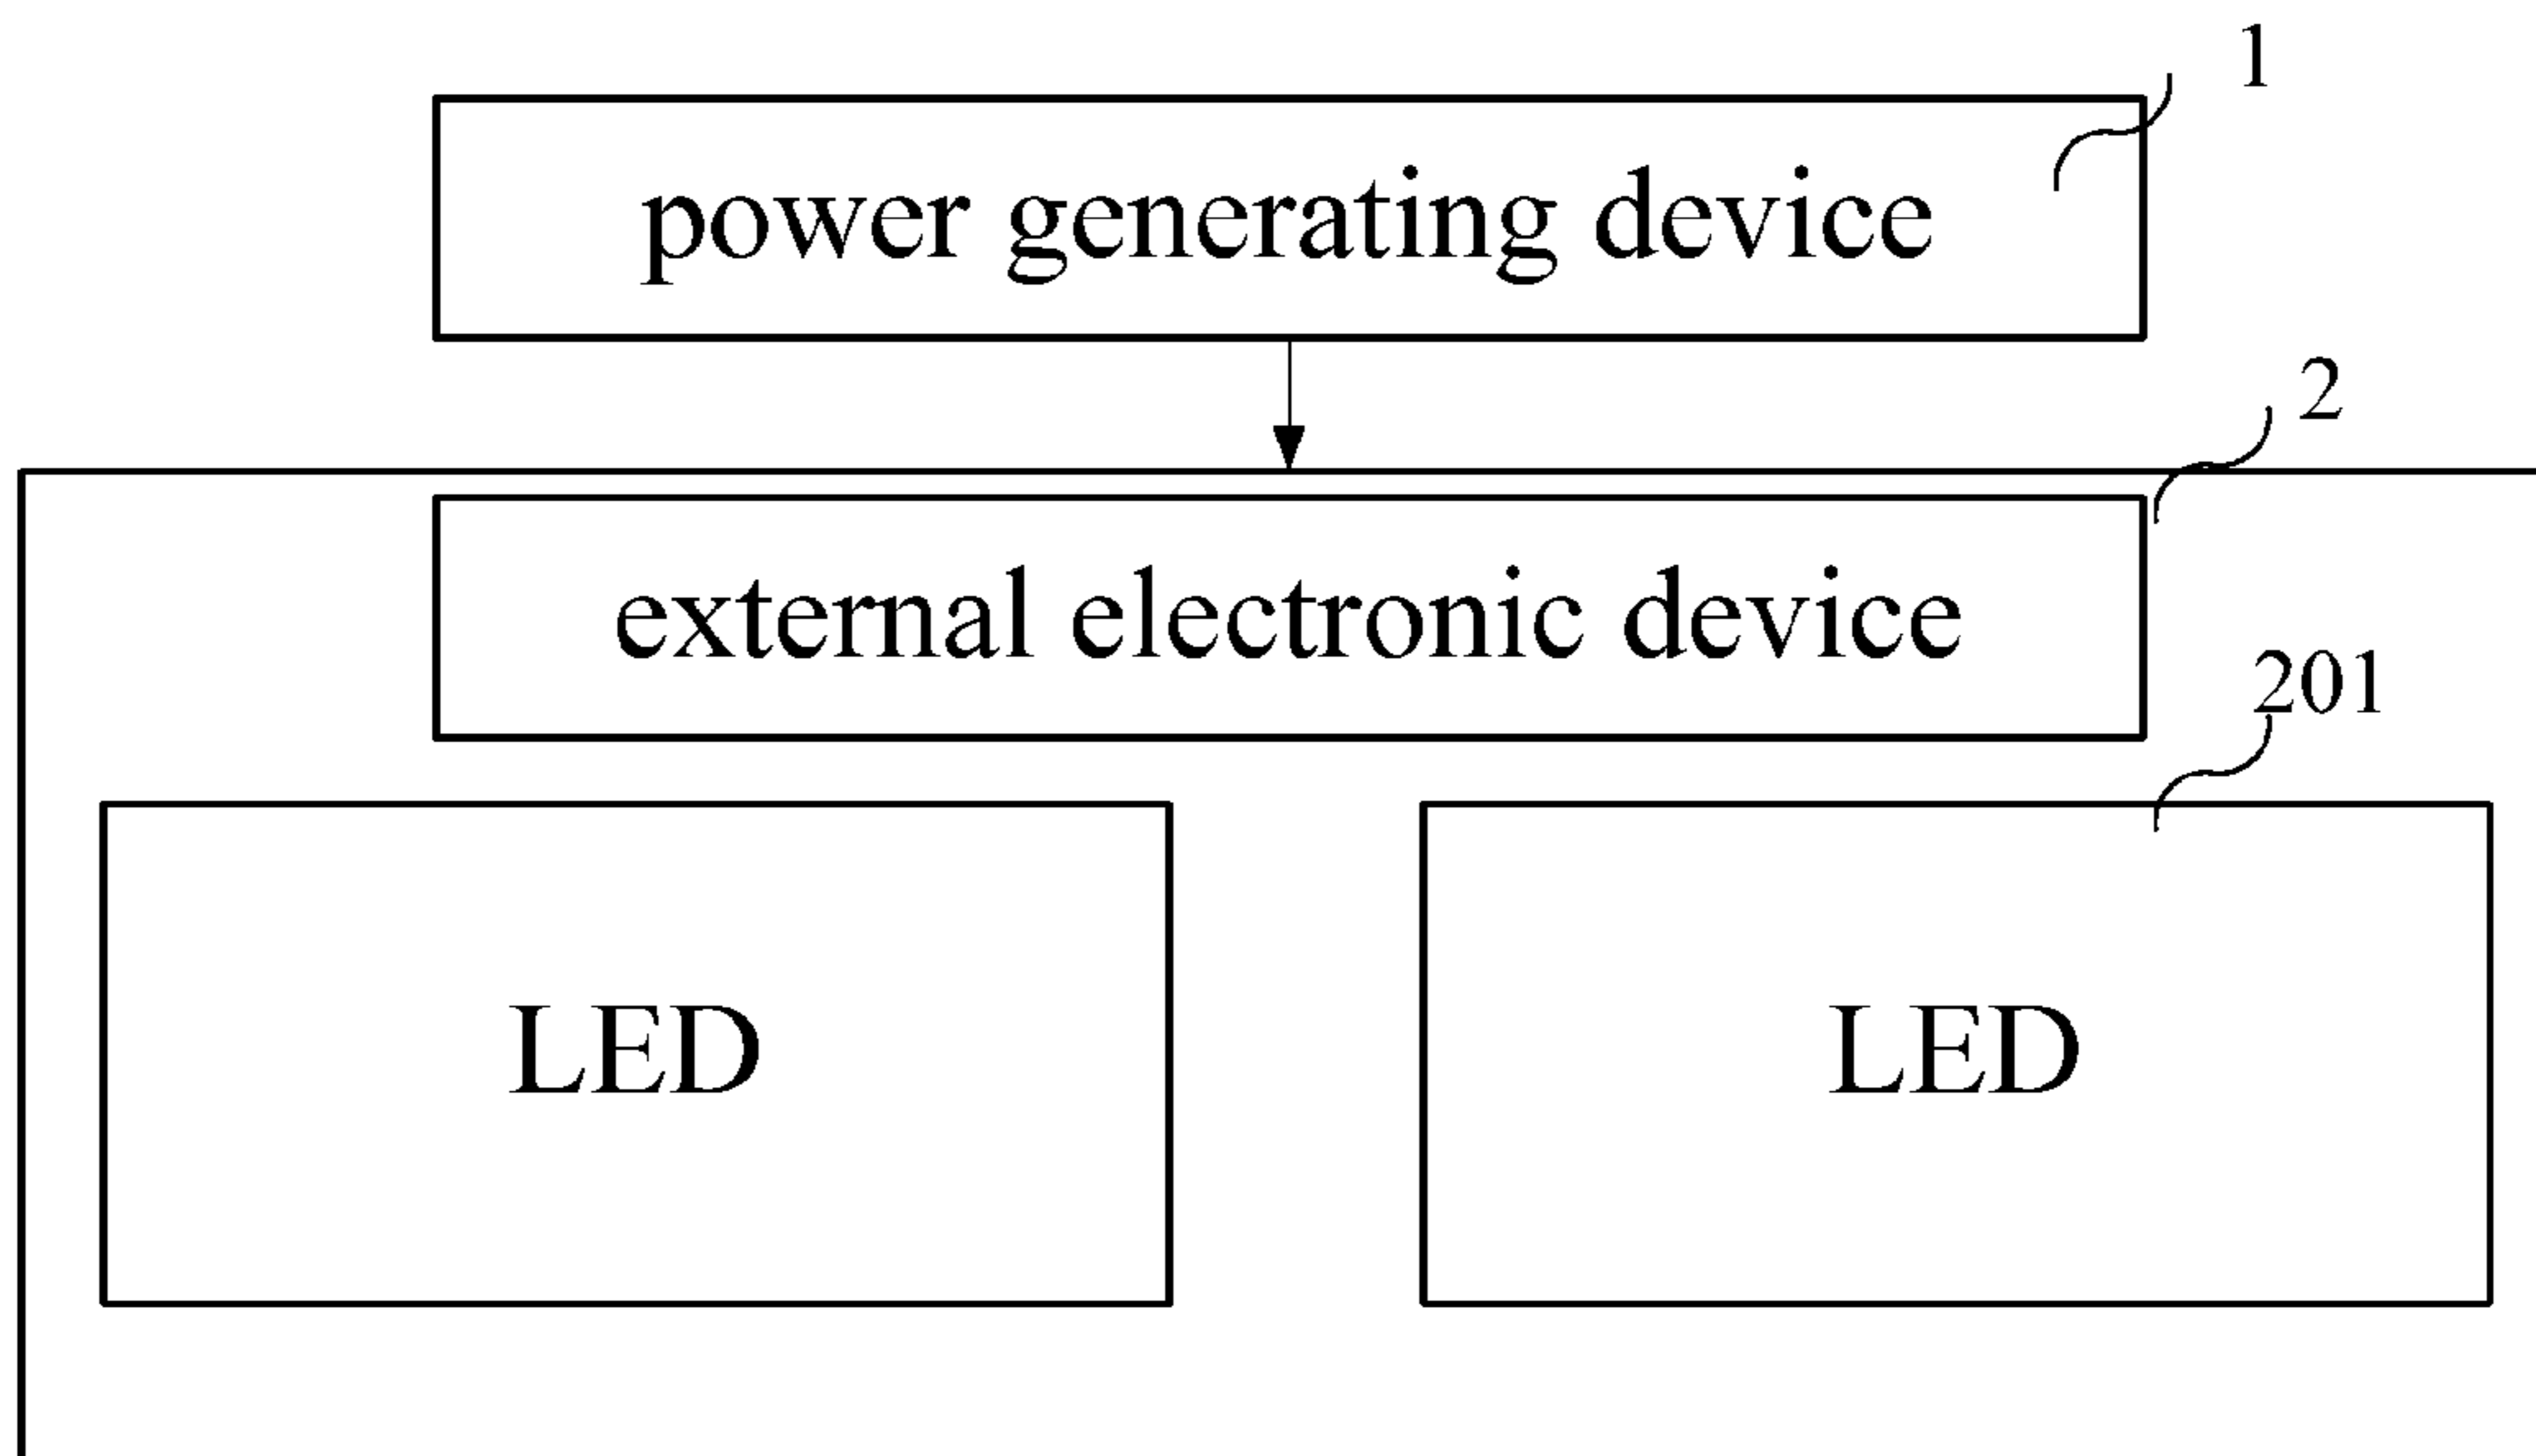 1
power generating device
2
external electronic device
201
LED LED